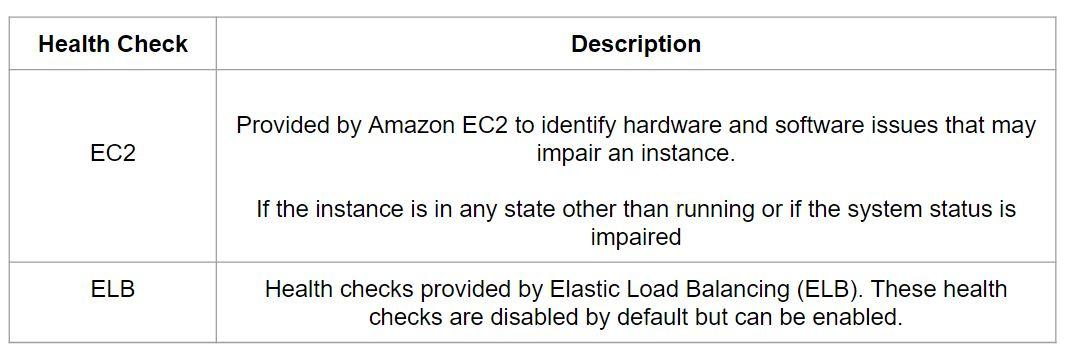 Health Check
Description
EC2
Provided by Amazon EC2 to identify hardware and software issues that may
impair an instance.
If the instance is in any state other than running or if the system status is
impaired
ELB
Health checks provided by Elastic Load Balancing (ELB). These health
checks are disabled by default but can be enabled.